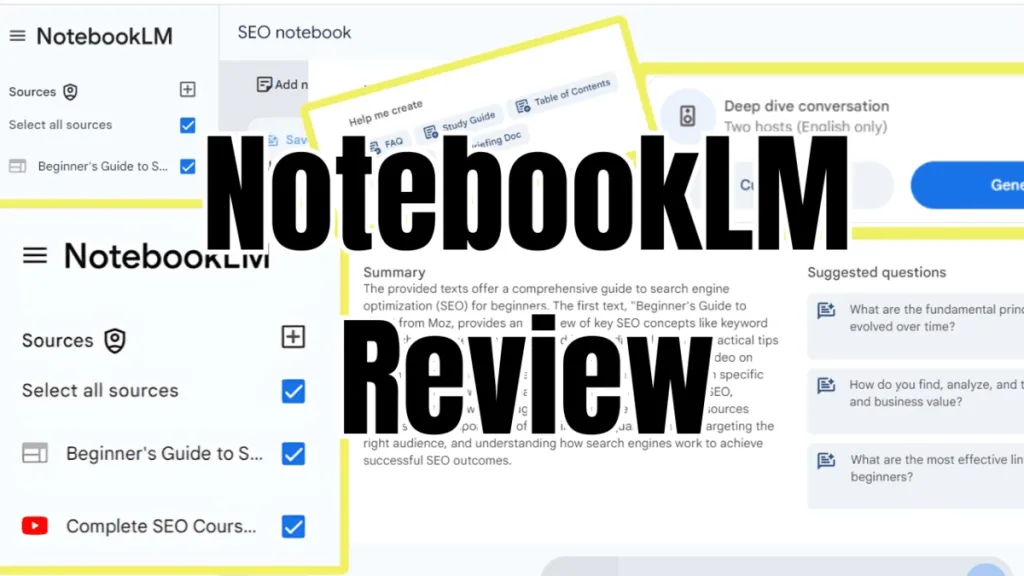 NotebookLM
Sources
Select all sources
Beginner's Guide to S...
SEO notebook
Add n
Help me create
FAQ
Study Guide
Table of Contents
Briefing Doc
Deep dive conversation
Two hosts (English only)
NotebookLM
Review
NotebookLM
Sources
Select all sources
Beginner's Guide to S...
Complete SEO Cours...
Summary
The provided texts offer a comprehensive guide to search engine
optimization (SEO) for beginners. The first text, "Beginner's Guide to
from Moz, provides an ew of key SEO concepts like keyword
tips
on
specific
SEO,
sources
of targeting the
right audience, and understanding how search engines work to achieve
successful SEO outcomes.
Suggested questions
What are the fundamental princ
evolved over time?
How do you find, analyze, and t
and business value?
What are the most effective lin
beginners?